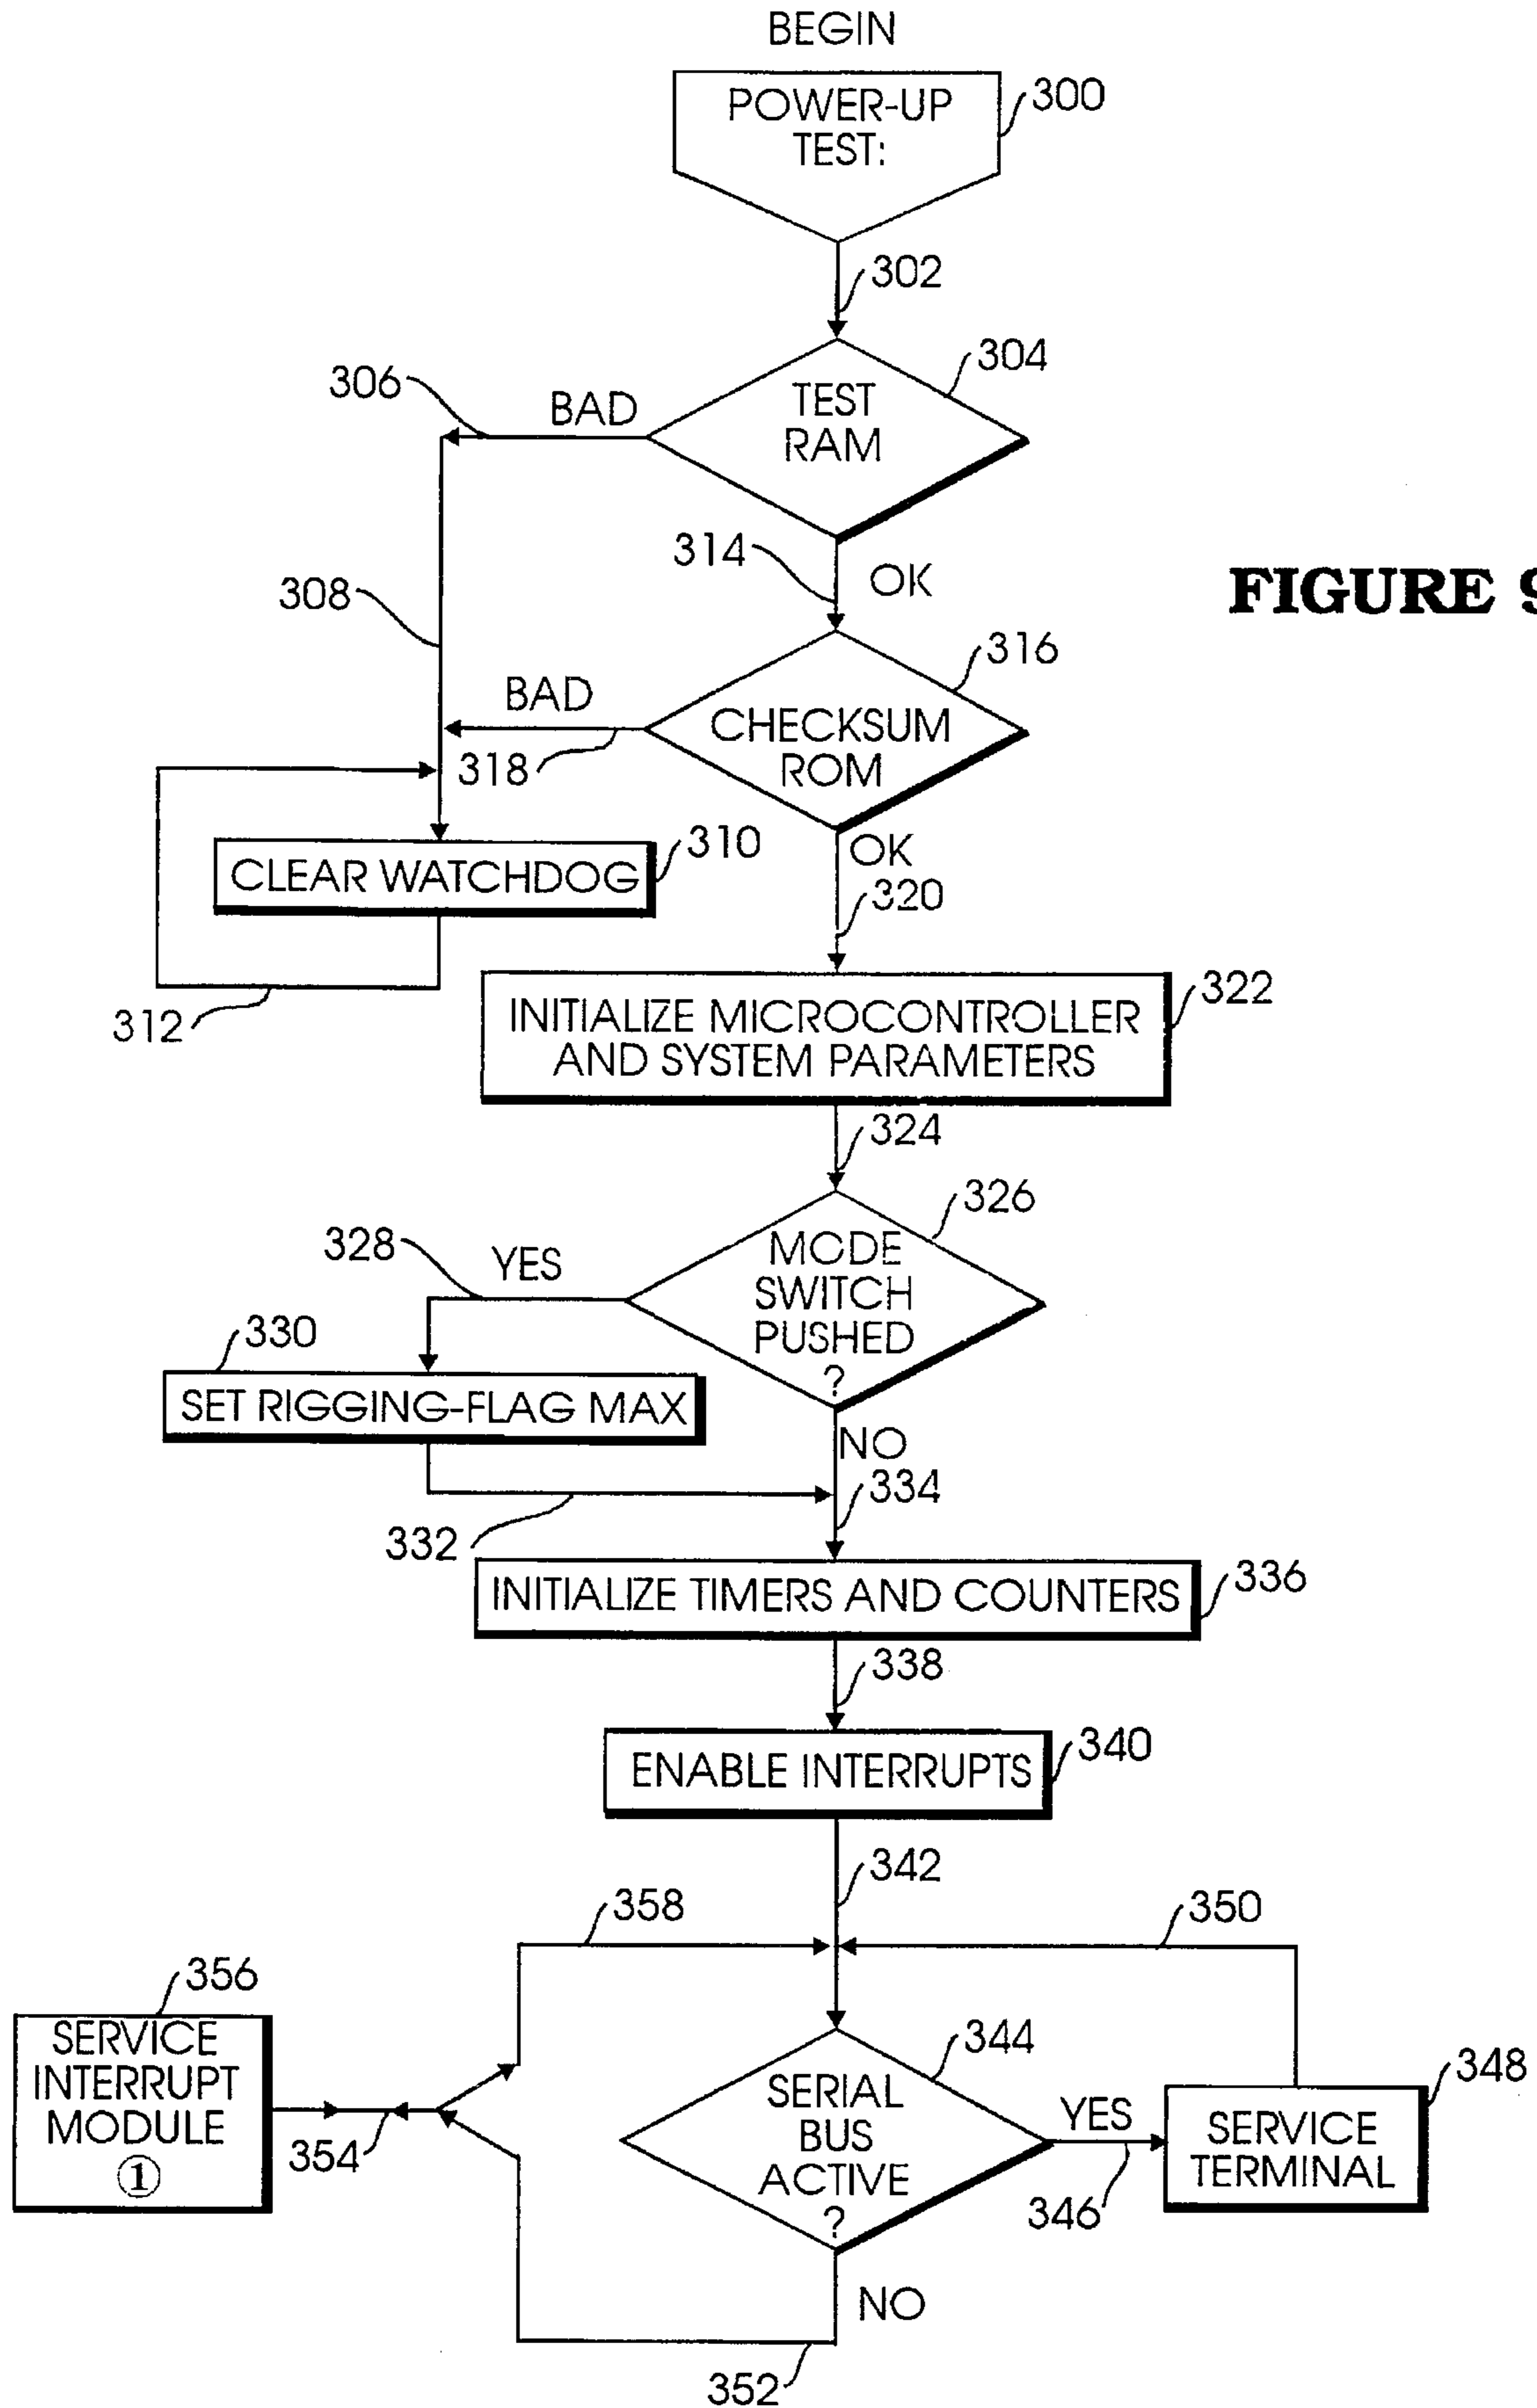 BEGIN
POWER-UP
TEST:
300
302
304
TEST
RAM
306
BAD
314
OK
308
FIGURE 9
316
BAD
CHECKSUM
ROM
318
310
OK
CLEAR WATCHDOG
320
322
312
INITIALIZE MICROCONTROLLER
AND SYSTEM PARAMETERS
324
326
328
YES
MODE
SWITCH
PUSHED
?
330
SET RIGGING-FLAG MAX
NO
334
332
INITIALIZE TIMERS AND COUNTERS
336
338
ENABLE INTERRUPTS
340
342
358
350
356
SERVICE
INTERRUPT
MODULE
①
354
344
SERIAL
BUS
ACTIVE
?
YES
346
348
SERVICE
TERMINAL
NO
352